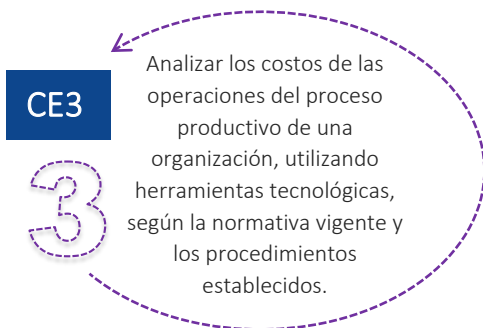 CE3
3
Analizar los costos de las
operaciones del proceso
productivo de una
organización, utilizando
herramientas tecnológicas,
según la normativa vigente y
los procedimientos
establecidos.